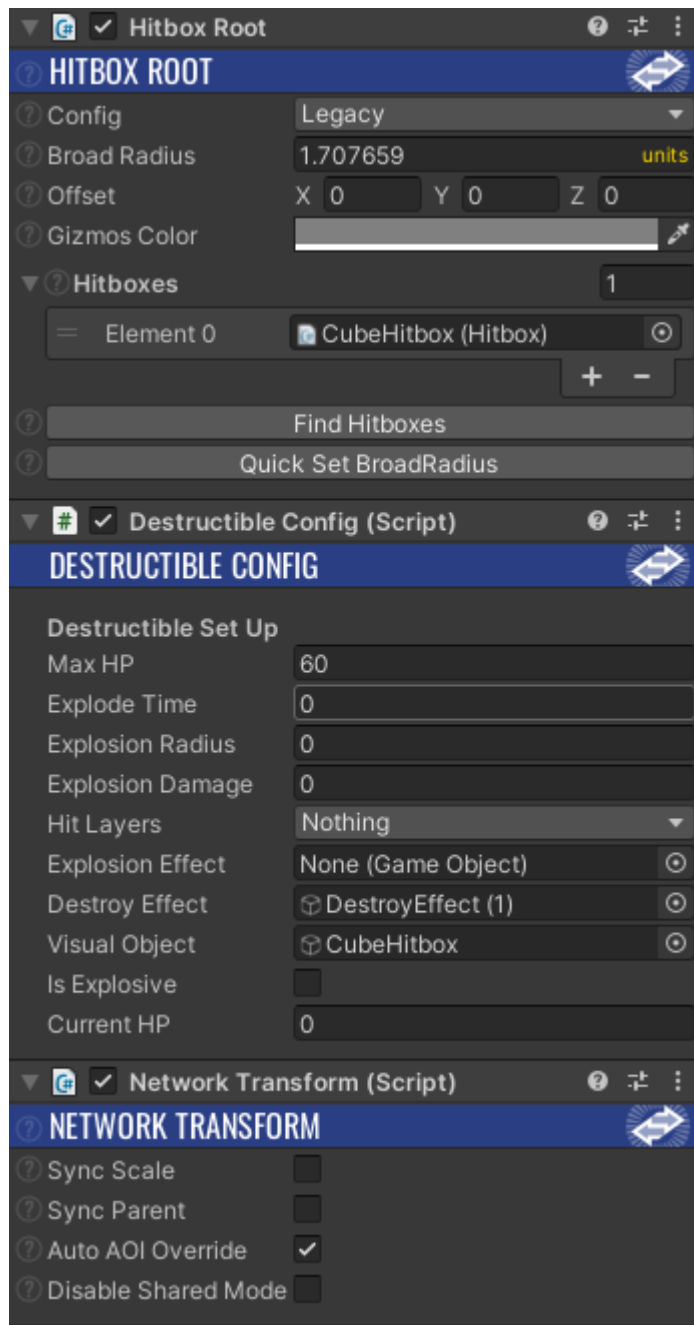 Hitbox Root
HITBOX ROOT
Config Legacy
Broad Radius 1.707659 units
Offset X 0 Y 0 Z 0
Gizmos Color
Hitboxes 1
Element 0 CubeHitbox (Hitbox)
+ −
Find Hitboxes
Quick Set BroadRadius
# Destructible Config (Script)
DESTRUCTIBLE CONFIG
Destructible Set Up
Max HP 60
Explode Time 0
Explosion Radius 0
Explosion Damage 0
Hit Layers Nothing
Explosion Effect None (Game Object)
Destroy Effect DestroyEffect (1)
Visual Object CubeHitbox
Is Explosive
Current HP 0
Network Transform (Script)
NETWORK TRANSFORM
Sync Scale
Sync Parent
Auto AOI Override
Disable Shared Mode